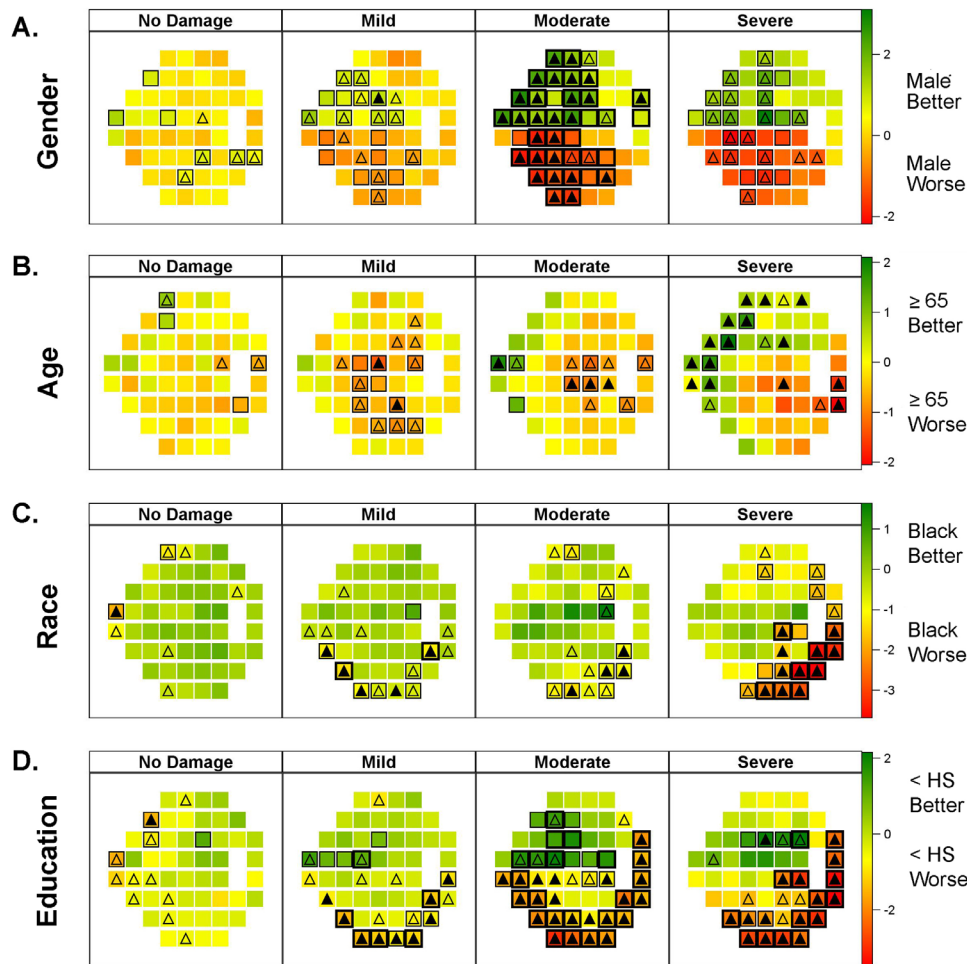 A.
Gender
No Damage
Mild
Moderate
Severe
2
1
0
-1
-2
Male
Better
Male
Worse
B.
Age
No Damage
Mild
Moderate
Severe
2
1
0
-1
-2
≥ 65
Better
≥ 65
Worse
C.
Race
No Damage
Mild
Moderate
Severe
1
0
-1
-2
-3
Black
Better
Black
Worse
D.
Education
No Damage
Mild
Moderate
Severe
2
0
-2
< HS
Better
< HS
Worse